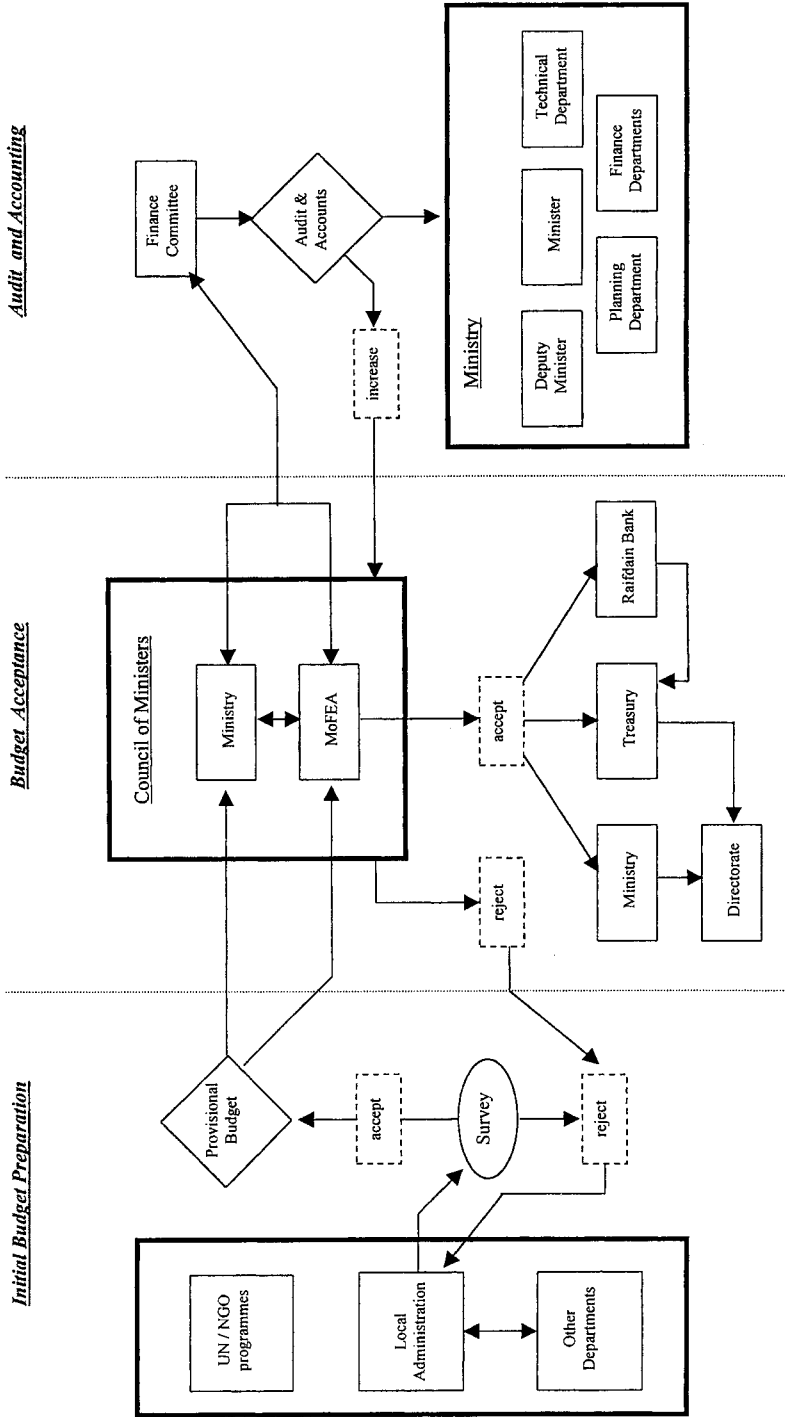 Initial Budget Preparation
UN / NGO
programmes
Local
Administration
Other
Departments
Provisional
Budget
accept
Survey
reject
Budget Acceptance
Council of Ministers
Ministry
MoFEA
reject
accept
Ministry
Treasury
Raifdain Bank
Directorate
Audit and Accounting
Finance
Committee
Audit &
Accounts
increase
Ministry
Deputy
Minister
Minister
Technical
Department
Planning
Department
Finance
Departments